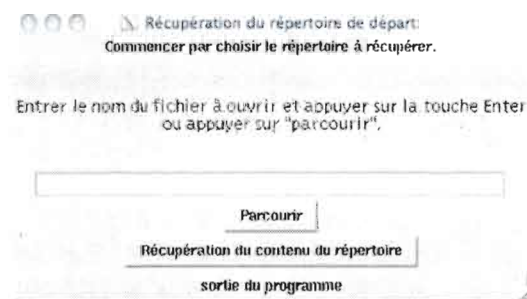 Récupération du répertoire de départ:
Commencer par choisir le répertoire à récupérer.
Entrer le nom du fichier à ouvrir et appuyer sur la touche Enter
ou appuyer sur "parcourir".
Parcourir
Récupération du contenu du répertoire
sortie du programme